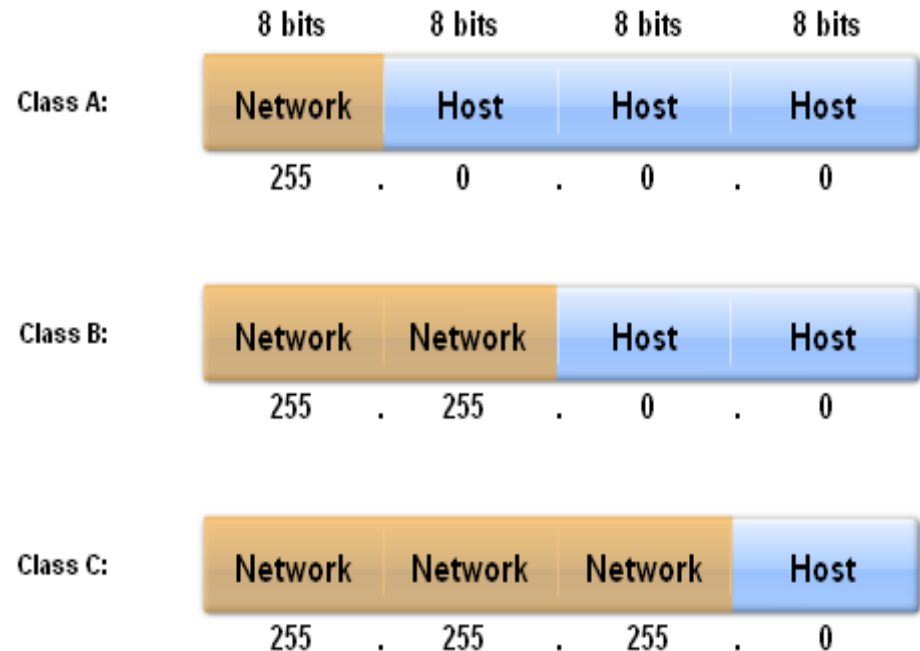 8 bits 8 bits 8 bits 8 bits
Class A: Network Host Host Host
255 . 0 . 0 . 0
Class B: Network Network Host Host
255 . 255 . 0 . 0
Class C: Network Network Network Host
255 . 255 . 255 . 0